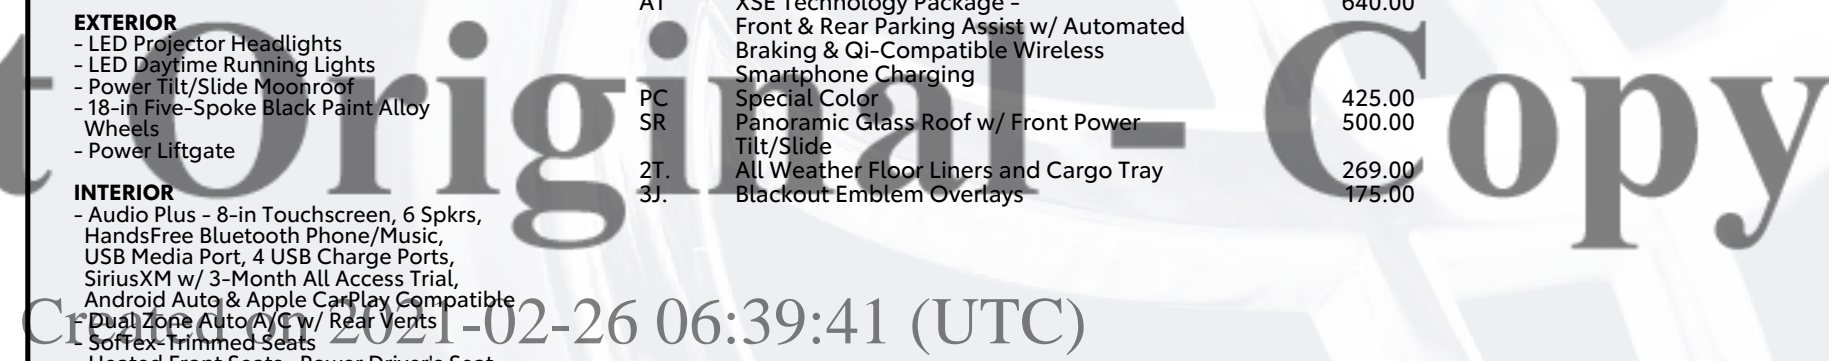 EXTERIOR
- LED Projector Headlights
- LED Daytime Running Lights
- Power Tilt/Slide Moonroof
- 18-in Five-Spoke Black Paint Alloy
Wheels
- Power Liftgate
INTERIOR
- Audio Plus - 8-in Touchscreen, 6 Spkrs,
HandsFree Bluetooth Phone/Music,
USB Media Port, 4 USB Charge Ports,
SiriusXM w/ 3-Month All Access Trial,
Android Auto & Apple CarPlay Compatible
- Dual Zone Auto A/C w/ Rear Vents
- SofTex-Trimmed Seats
- Heated Front Seats, Power Driver's Seat
AT XSE Technology Package - 640.00
Front & Rear Parking Assist w/ Automated
Braking & Qi-Compatible Wireless
Smartphone Charging
PC Special Color 425.00
SR Panoramic Glass Roof w/ Front Power 500.00
Tilt/Slide
2T. All Weather Floor Liners and Cargo Tray 269.00
3J. Blackout Emblem Overlays 175.00
t Original - Copy
Created on 2021-02-26 06:39:41 (UTC)